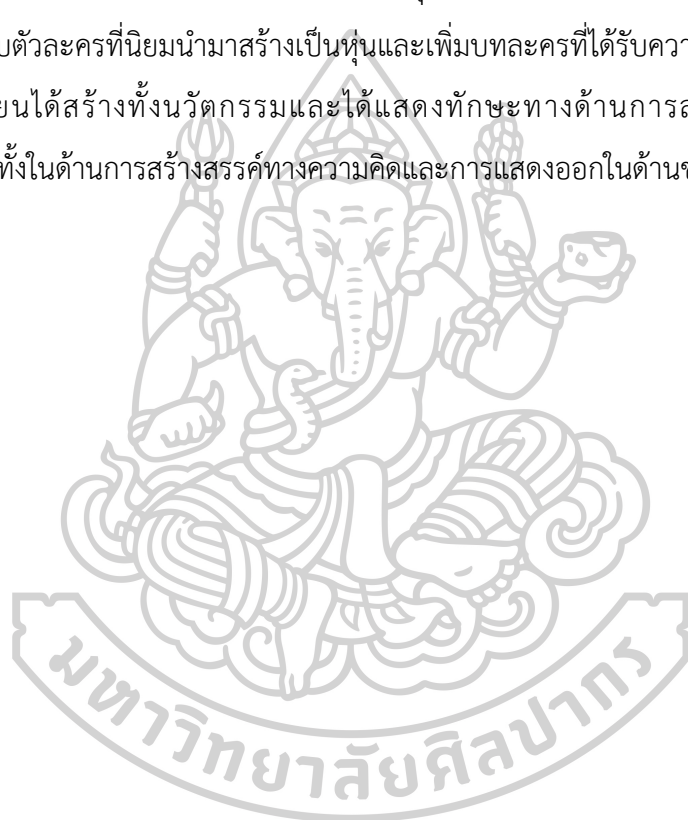 บตัวละครที่นิยมนำมาสร้างเป็นหุ่นและเพิ่มบทละครที่ได้รับควา
ยนได้สร้างทั้งนวัตกรรมและได้แสดงทักษะทางด้านการส
ทั้งในด้านการสร้างสรรค์ทางความคิดและการแสดงออกในด้าน
มหาวิทยาลัยศิลปากร